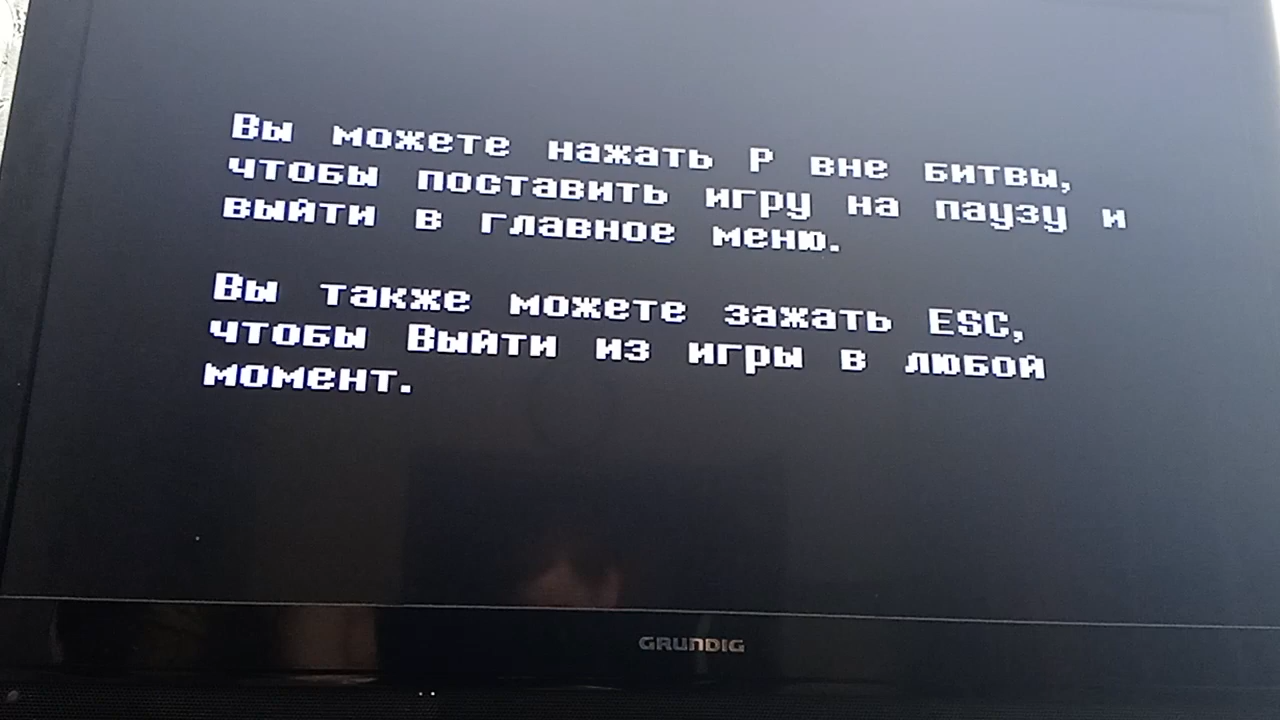 Вы можете нажать P вне битвы,
чтобы поставить игру на паузу и
выйти в главное меню.
Вы также можете зажать ESC,
чтобы Выйти из игры в любой
момент.
GRUNDIG